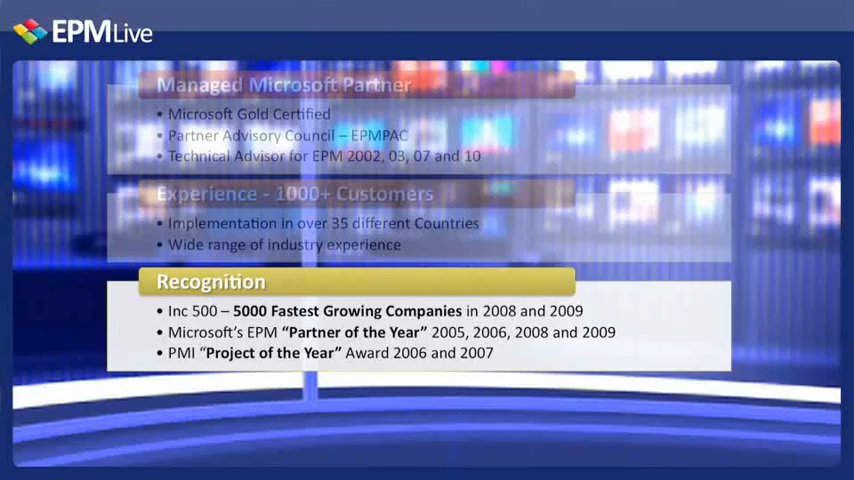 EPMLive
Managed Microsoft Partner
• Microsoft Gold Certified
• Partner Advisory Council – EPMPAC
• Technical Advisor for EPM 2002, 03, 07 and 10
Experience - 1000+ Customers
• Implementation in over 35 different Countries
• Wide range of industry experience
Recognition
• Inc 500 – 5000 Fastest Growing Companies in 2008 and 2009
• Microsoft's EPM “Partner of the Year” 2005, 2006, 2008 and 2009
• PMI “Project of the Year” Award 2006 and 2007